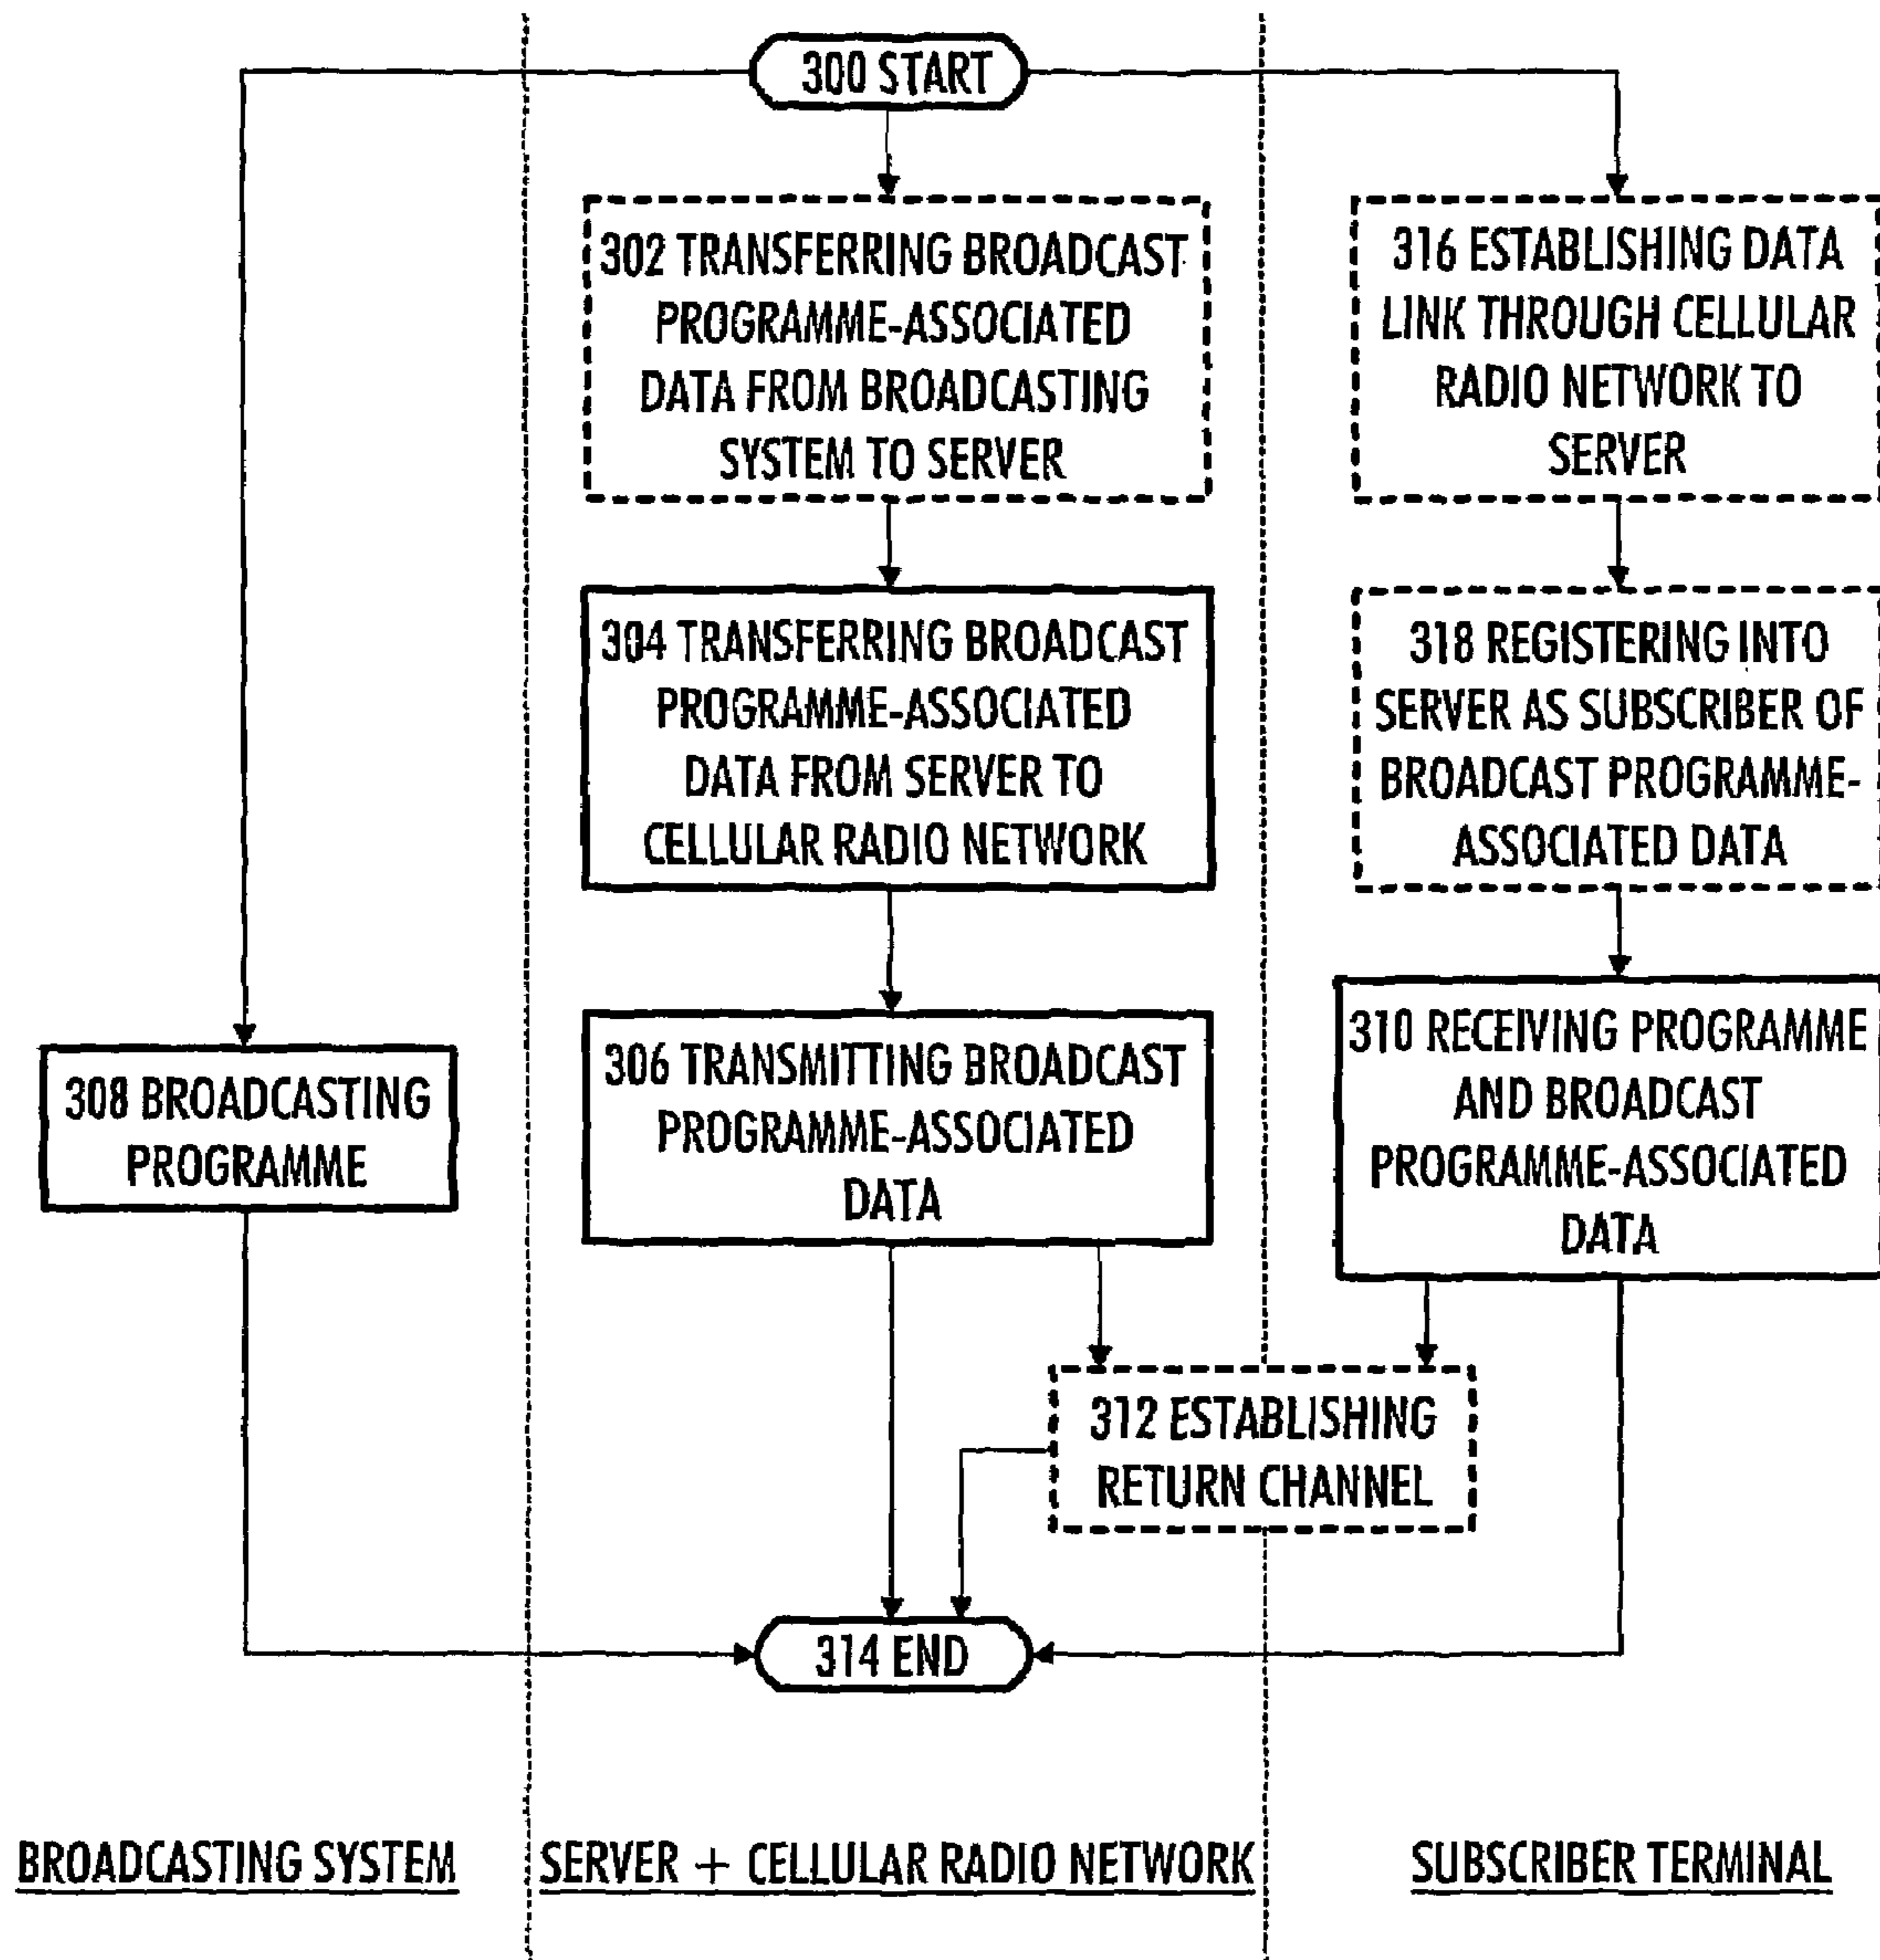 300 START
302 TRANSFERRING BROADCAST
PROGRAMME-ASSOCIATED
DATA FROM BROADCASTING
SYSTEM TO SERVER
316 ESTABLISHING DATA
LINK THROUGH CELLULAR
RADIO NETWORK TO
SERVER
304 TRANSFERRING BROADCAST
PROGRAMME-ASSOCIATED
DATA FROM SERVER TO
CELLULAR RADIO NETWORK
318 REGISTERING INTO
SERVER AS SUBSCRIBER OF
BROADCAST PROGRAMME-
ASSOCIATED DATA
308 BROADCASTING
PROGRAMME
306 TRANSMITTING BROADCAST
PROGRAMME-ASSOCIATED
DATA
310 RECEIVING PROGRAMME
AND BROADCAST
PROGRAMME-ASSOCIATED
DATA
312 ESTABLISHING
RETURN CHANNEL
314 END
BROADCASTING SYSTEM
SERVER + CELLULAR RADIO NETWORK
SUBSCRIBER TERMINAL